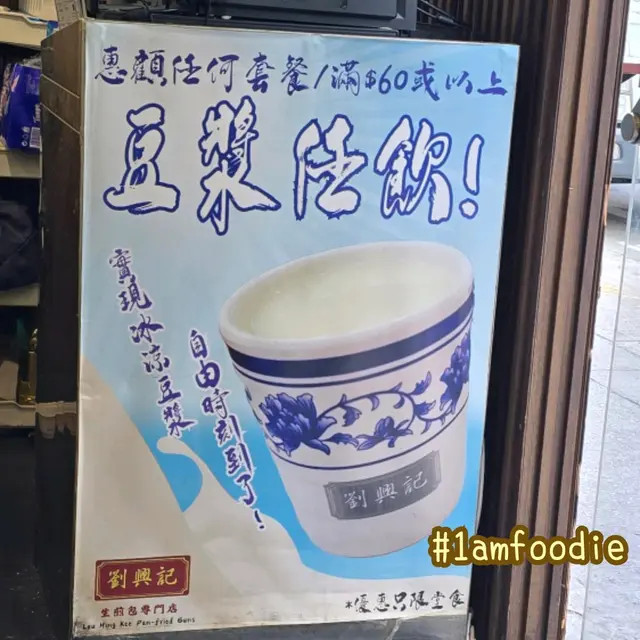 惠顧任何套餐/滿$60或以上
豆漿任飲!
實現冰涼豆漿
自由時刻到了!
劉興記
#1amfoodie
劉興記
生煎包專門店
Lau Hing Kee Pan-Fried Buns
*優惠只限堂食